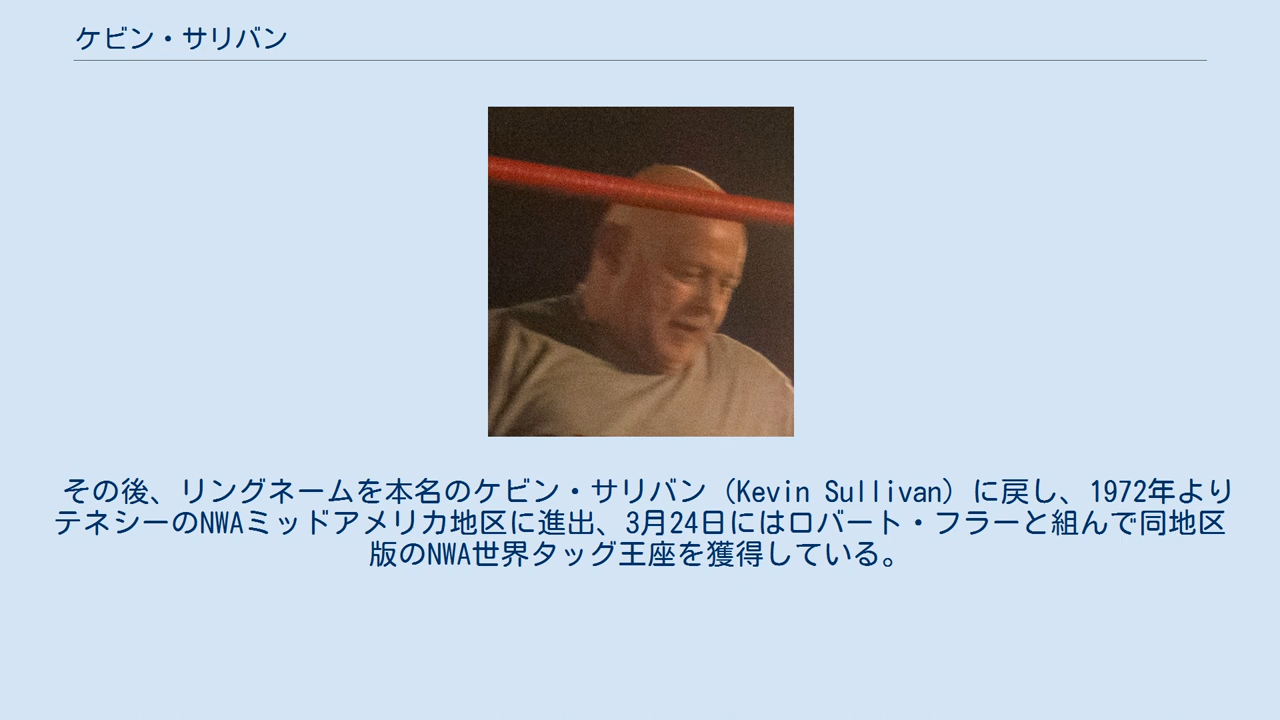 ケビン・サリバン
その後、リングネームを本名のケビン・サリバン（Kevin Sullivan）に戻し、1972年より
テネシーのNWAミッドアメリカ地区に進出、3月24日にはロバート・フラーと組んで同地区
版のNWA世界タッグ王座を獲得している。